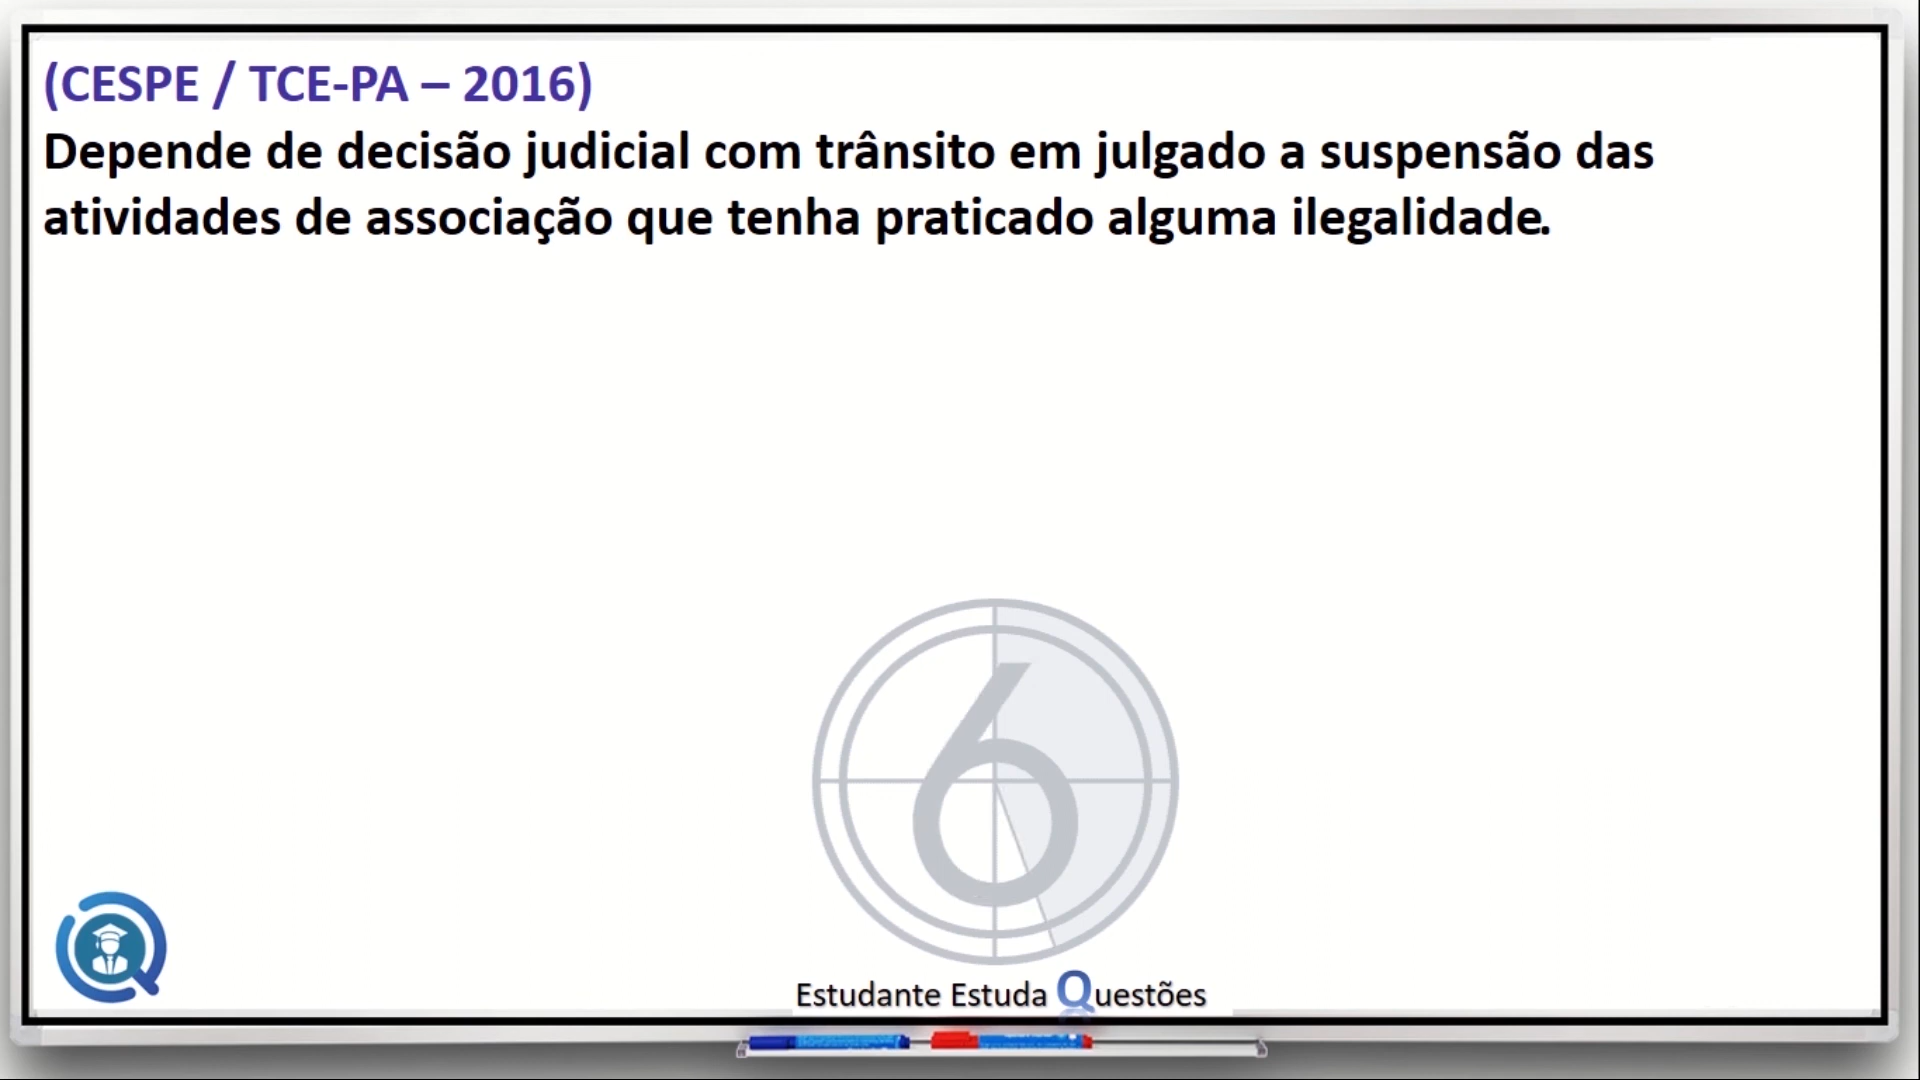 (CESPE / TCE-PA – 2016)
Depende de decisão judicial com trânsito em julgado a suspensão das
atividades de associação que tenha praticado alguma ilegalidade.
6
Estudante Estuda Questões